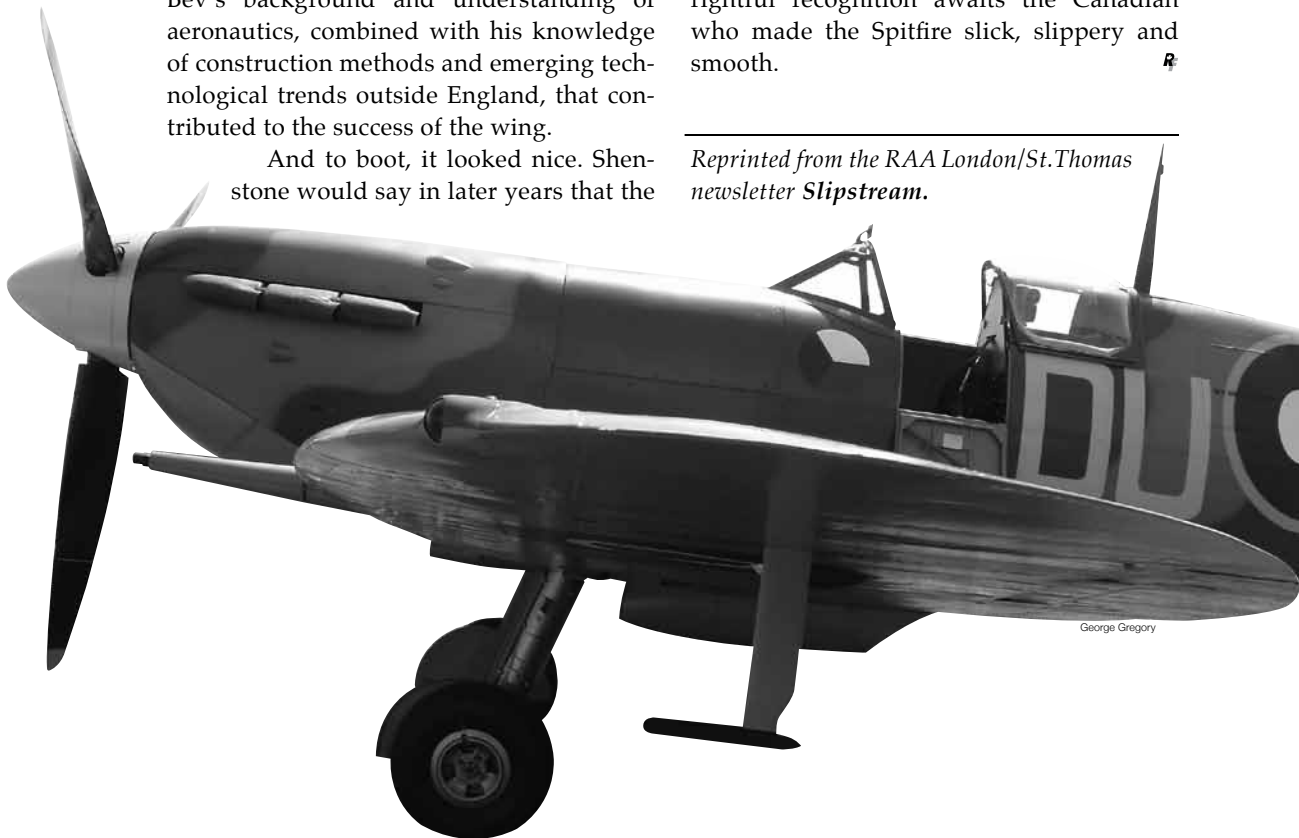 Bev's background and understanding of
aeronautics, combined with his knowledge
of construction methods and emerging tech-
nological trends outside England, that con-
tributed to the success of the wing.
And to boot, it looked nice. Shen-
stone would say in later years that the
rightful recognition awaits the Canadian
who made the Spitfire slick, slippery and
smooth.
RF
Reprinted from the RAA London/St.Thomas
newsletter Slipstream.
DU
George Gregory